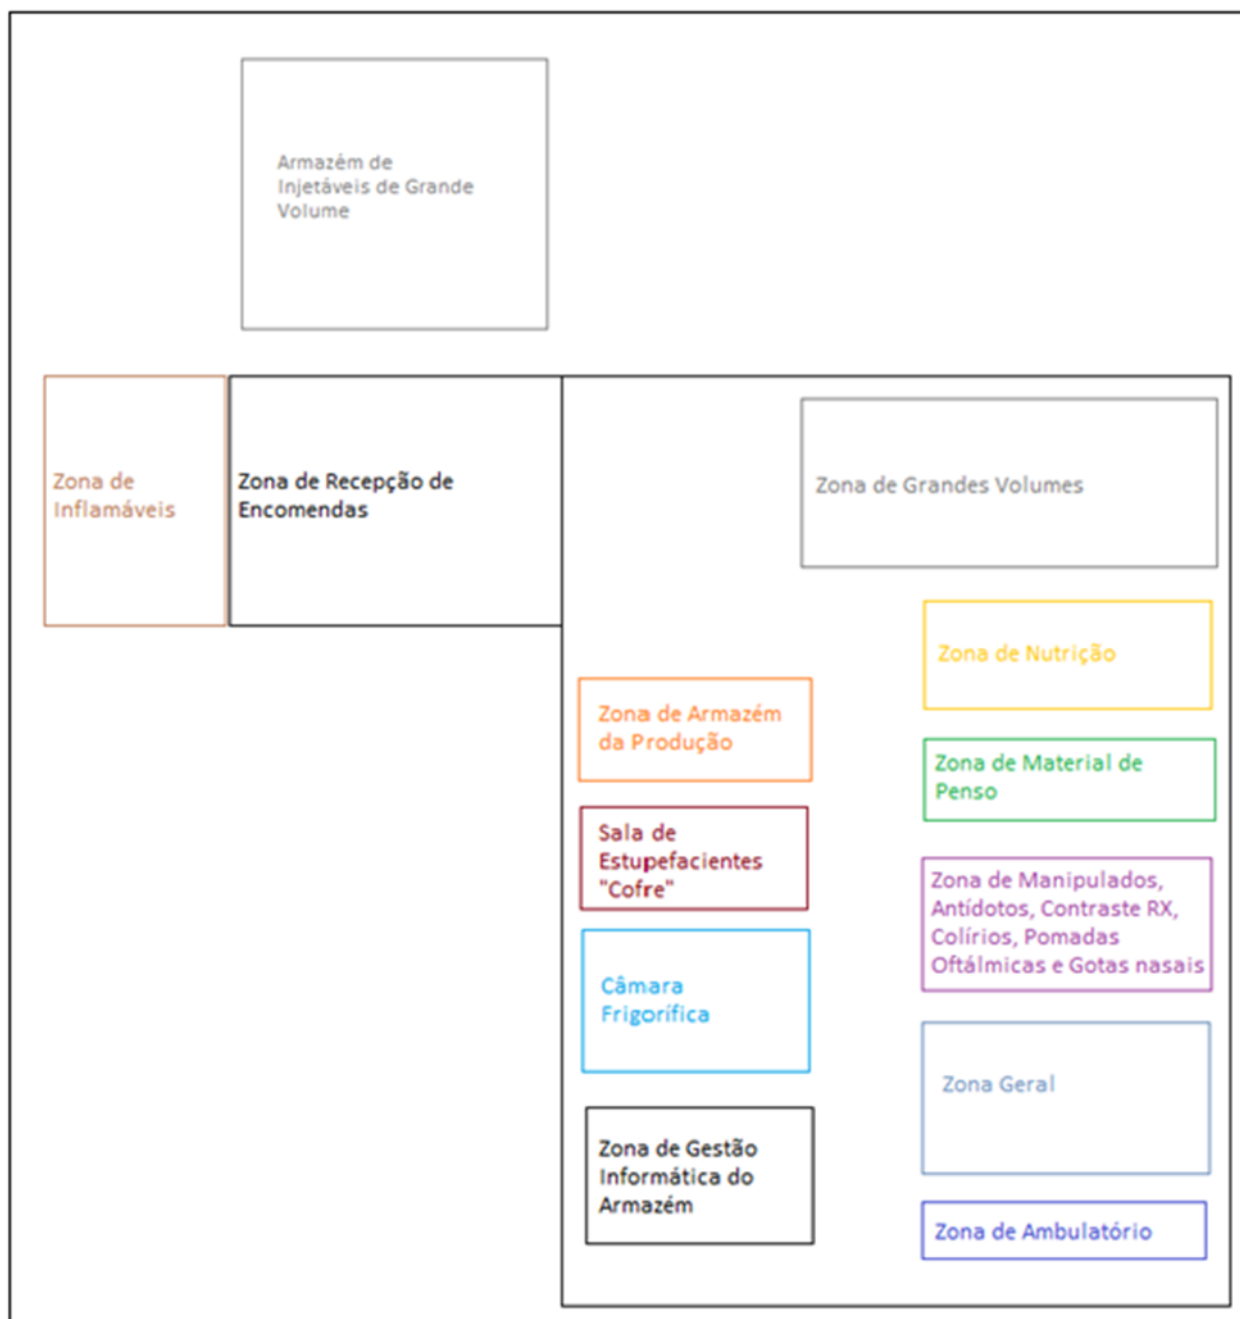 Armazém de
Injetáveis de Grande
Volume
Zona de
Inflamáveis
Zona de Recepção de
Encomendas
Zona de Grandes Volumes
Zona de Nutrição
Zona de Armazém
da Produção
Zona de Material de
Penso
Sala de
Estupefacientes
"Cofre"
Zona de Manipulados,
Antídotos, Contraste RX,
Colírios, Pomadas
Oftálmicas e Gotas nasais
Câmara
Frigorífica
Zona Geral
Zona de Gestão
Informática do
Armazém
Zona de Ambulatório